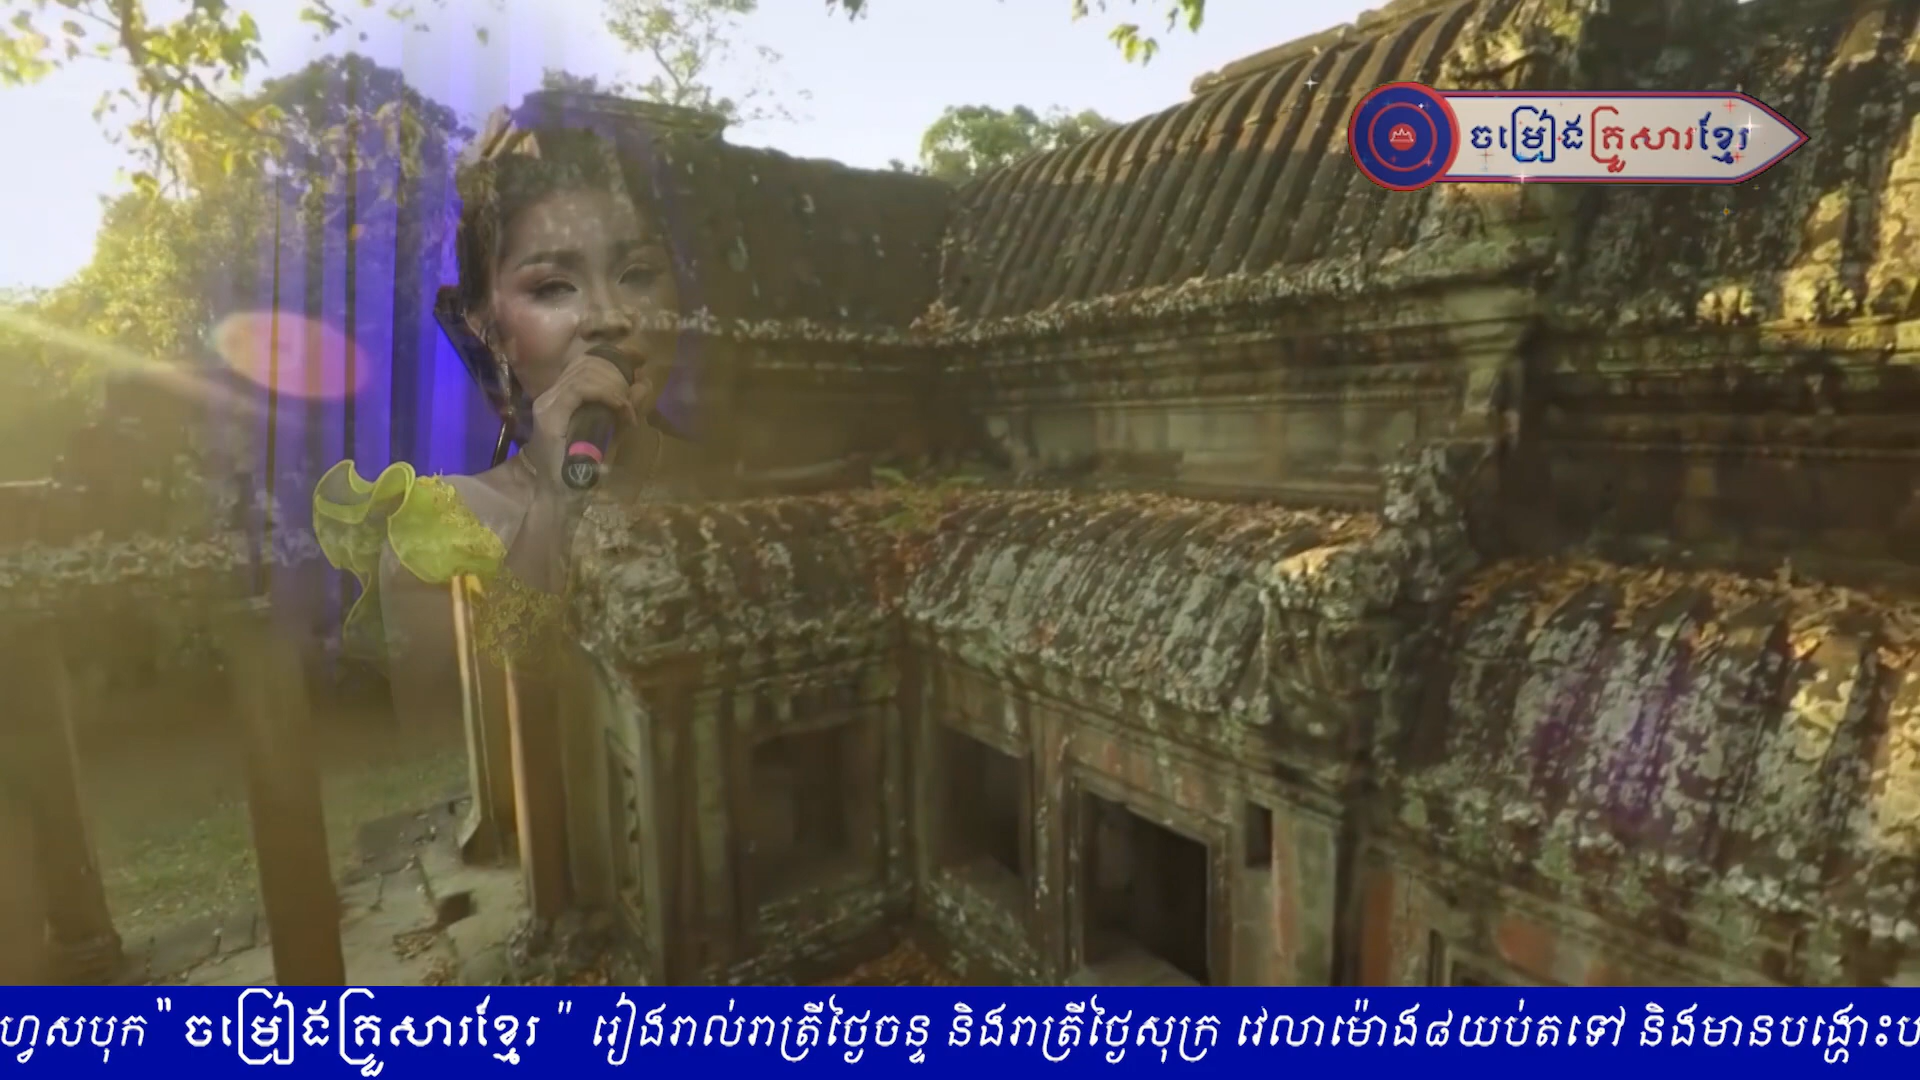 ចម្រៀងគ្រួសារខ្មែរ
ហ្វេសបុក "ចម្រៀងគ្រួសារខ្មែរ" រៀងរាល់រាត្រីថ្ងៃចន្ទ និងរាត្រីថ្ងៃសុក្រ វេលាម៉ោង៨យប់តទៅ និងមានបង្ហោះ